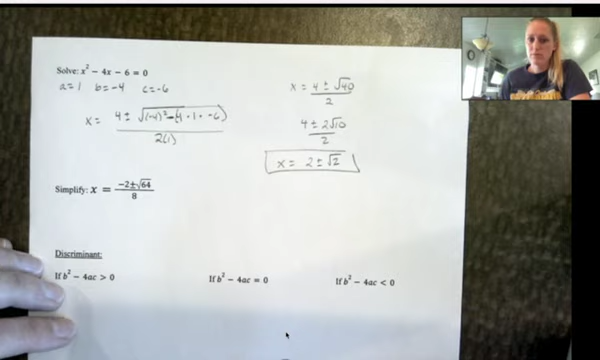 Solve: x² − 4x − 6 = 0
a=1 b=-4 c=-6
x = 4 ± √((-4)² - (4 · 1 · -6)) / 2(1)
x = 4 ± √40 / 2
4 ± 2√10 / 2
x = 2 ± √2
Simplify: x = −2±√64 / 8
Discriminant:
If b² − 4ac > 0
If b² − 4ac = 0
If b² − 4ac < 0